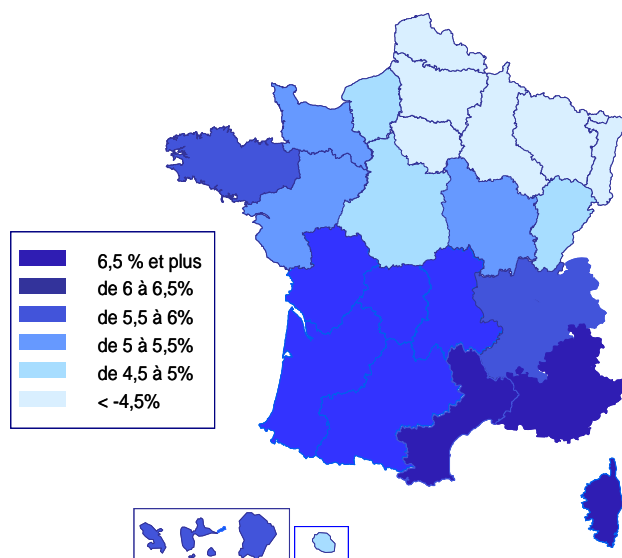 6,5 % et plus
de 6 à 6,5%
de 5,5 à 6%
de 5 à 5,5%
de 4,5 à 5%
< -4,5%